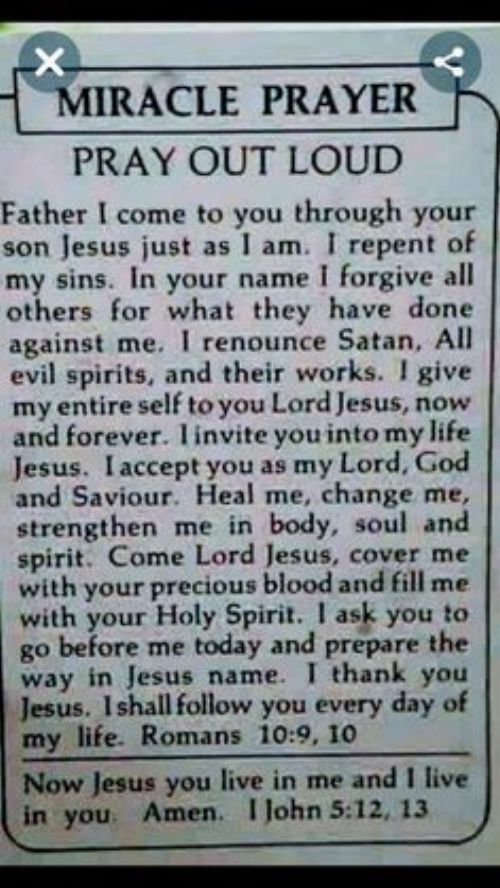 MIRACLE PRAYER
PRAY OUT LOUD
Father I come to you through your
son Jesus just as I am. I repent of
my sins. In your name I forgive all
others for what they have done
against me. I renounce Satan, All
evil spirits, and their works. I give
my entire self to you Lord Jesus, now
and forever. I invite you into my life
Jesus. I accept you as my Lord, God
and Saviour. Heal me, change me,
strengthen me in body, soul and
spirit. Come Lord Jesus, cover me
with your precious blood and fill me
with your Holy Spirit. I ask you to
go before me today and prepare the
way in Jesus name. I thank you
Jesus. I shall follow you every day of
my life. Romans 10:9, 10
Now Jesus you live in me and I live
in you. Amen. I John 5:12, 13